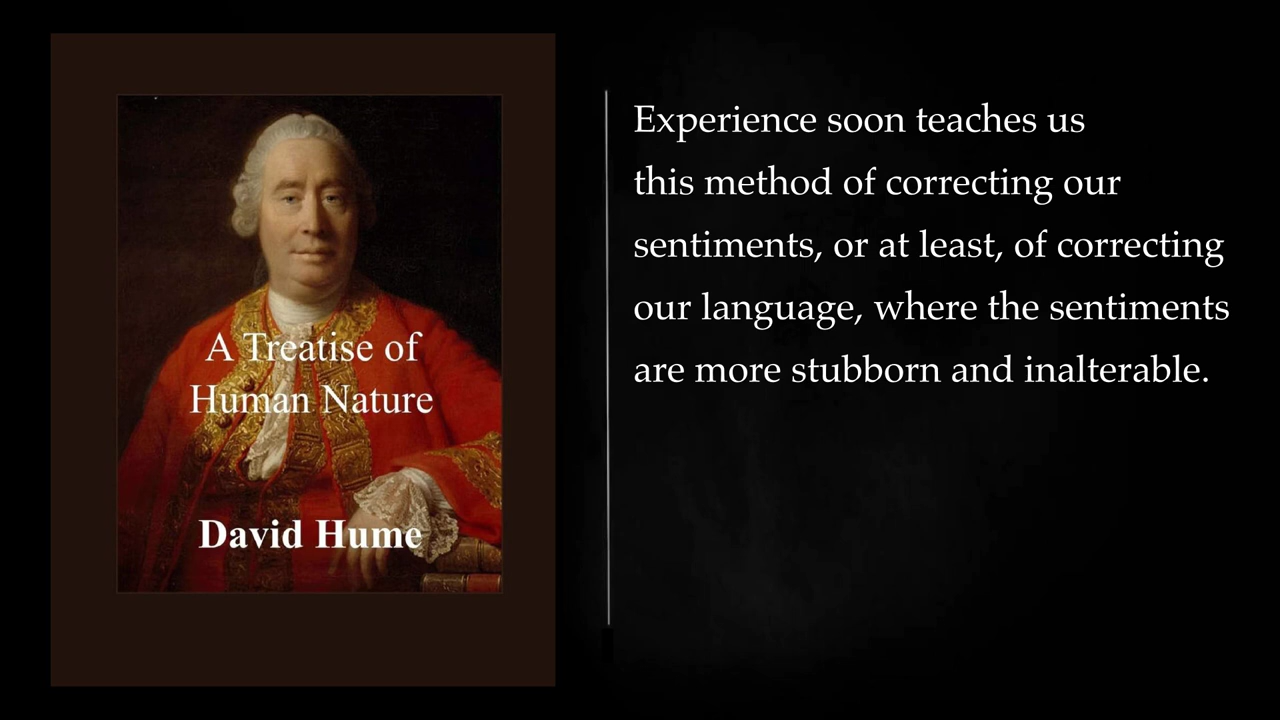 A Treatise of
Human Nature
David Hume
Experience soon teaches us
this method of correcting our
sentiments, or at least, of correcting
our language, where the sentiments
are more stubborn and inalterable.